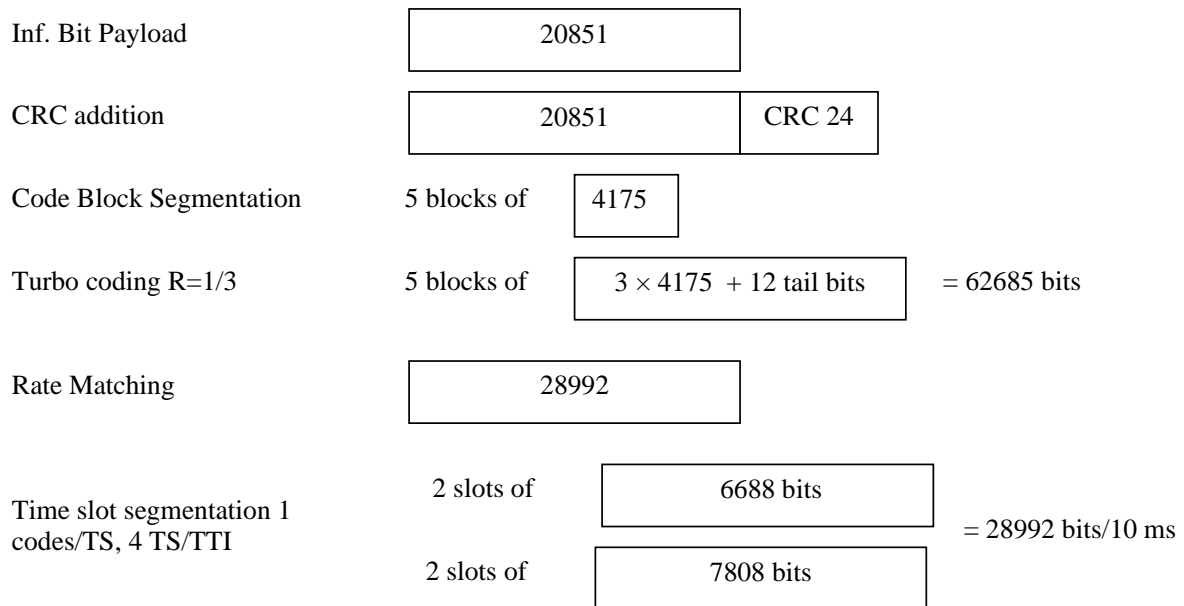 Inf. Bit Payload 20851
CRC addition 20851 CRC 24
Code Block Segmentation 5 blocks of 4175
Turbo coding R=1/3 5 blocks of 3 × 4175 + 12 tail bits = 62685 bits
Rate Matching 28992
Time slot segmentation 1
codes/TS, 4 TS/TTI
2 slots of 6688 bits
2 slots of 7808 bits
= 28992 bits/10 ms